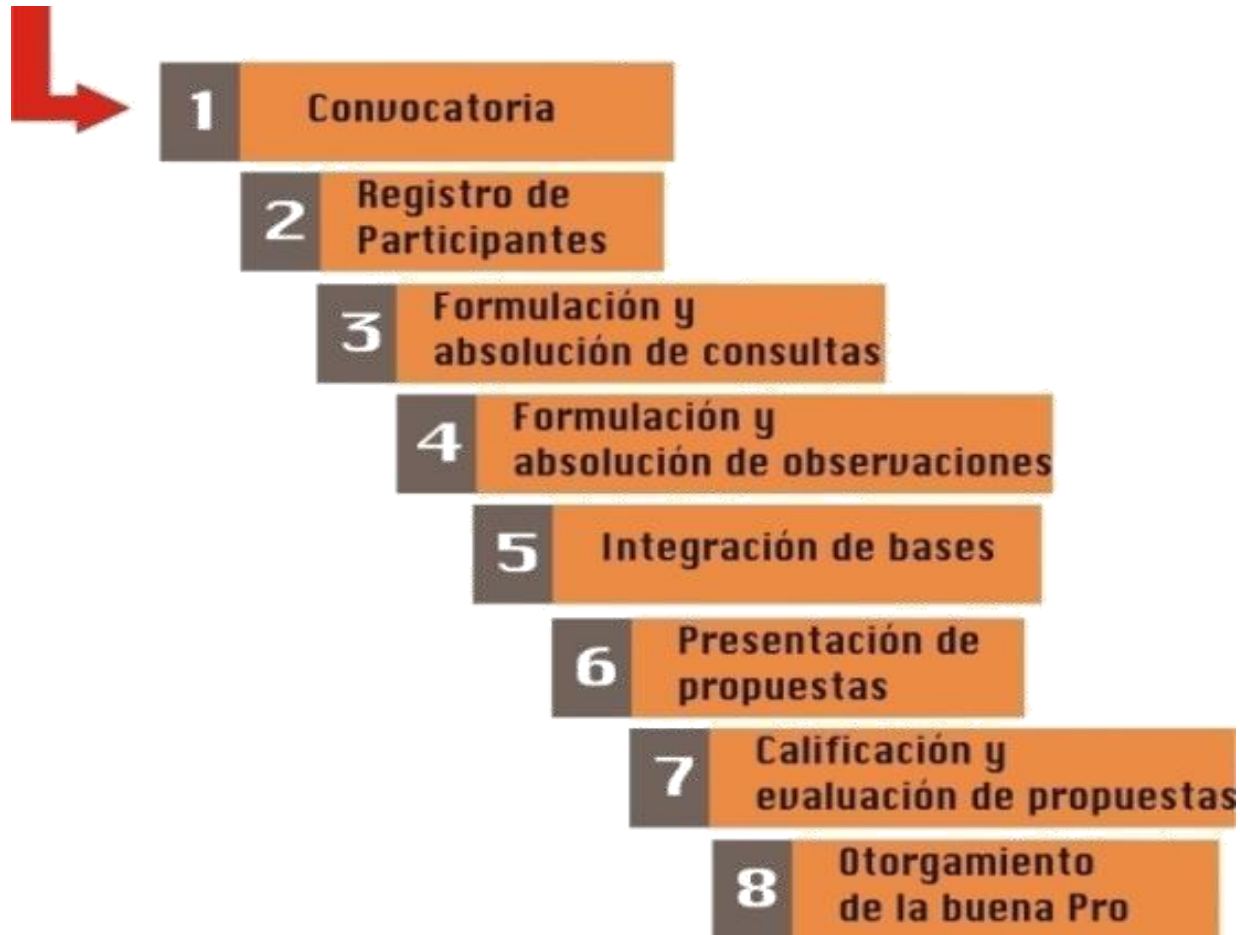 1 Convocatoria
2 Registro de
Participantes
3 Formulación y
absolución de consultas
4 Formulación y
absolución de observaciones
5 Integración de bases
6 Presentación de
propuestas
7 Calificación y
evaluación de propuestas
8 Otorgamiento
de la buena Pro